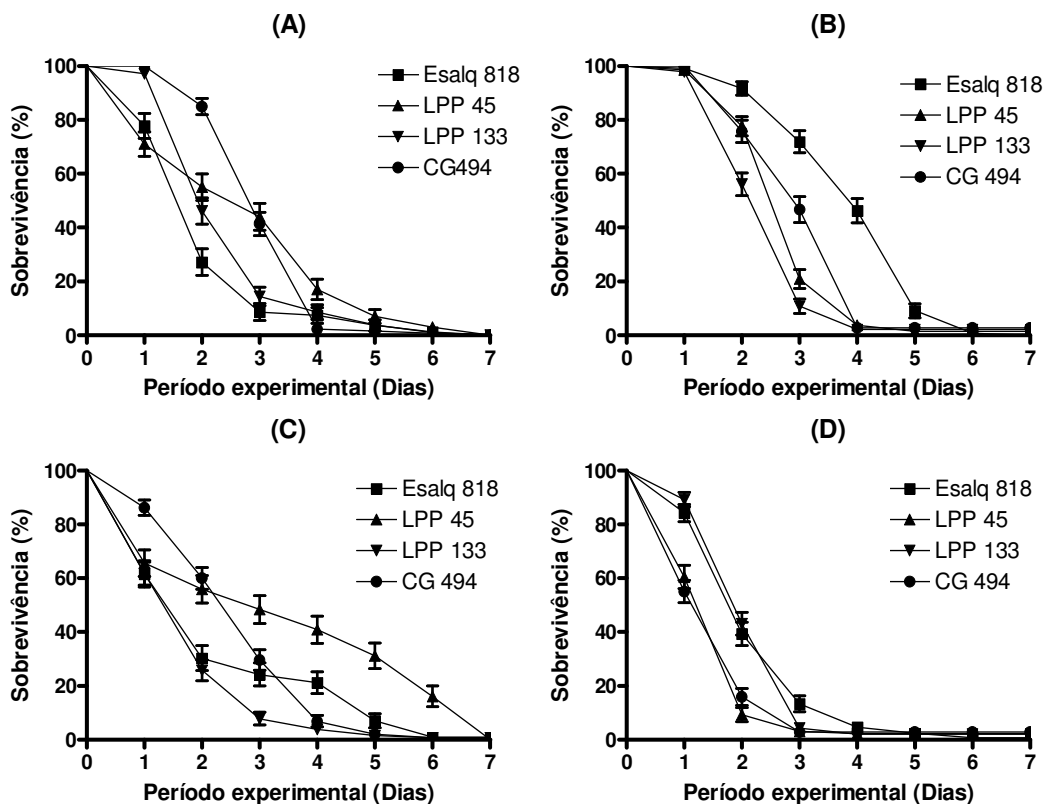 (A)
Sobrevivência (%)
100
80
60
40
20
0
Esalq 818
LPP 45
LPP 133
CG494
0 1 2 3 4 5 6 7
Período experimental (Dias)
(B)
Sobrevivência (%)
100
80
60
40
20
0
Esalq 818
LPP 45
LPP 133
CG 494
0 1 2 3 4 5 6 7
Período experimental (Dias)
(C)
Sobrevivência (%)
100
80
60
40
20
0
Esalq 818
LPP 45
LPP 133
CG 494
0 1 2 3 4 5 6 7
Período experimental (Dias)
(D)
Sobrevivência (%)
100
80
60
40
20
0
Esalq 818
LPP 45
LPP 133
CG 494
0 1 2 3 4 5 6 7
Período experimental (Dias)